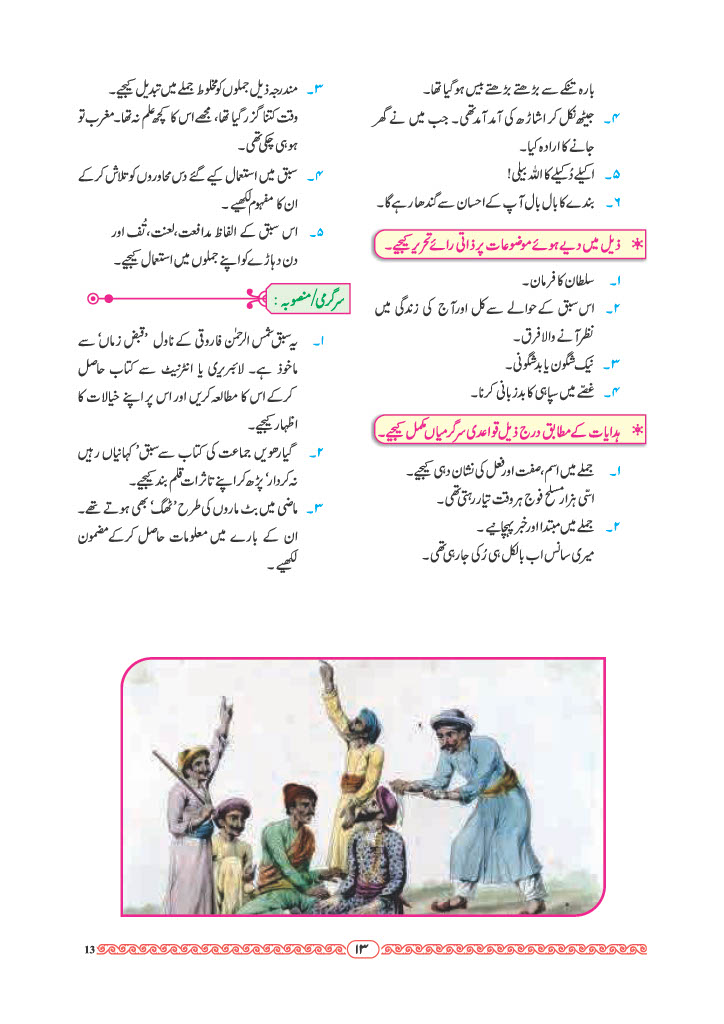 بارہ تنکے سے بڑھتے بڑھتے بیس ہو گیا تھا۔
۴۔ جیٹھ نکل کر اشاڑھ کی آمد آمد تھی۔ جب میں نے گھر
جانے کا ارادہ کیا۔
۵۔ اکیلے دُکیلے کا اللہ بیلی!
۶۔ بندے کا بال بال آپ کے احسان سے گندھا رہے گا۔
* ذیل میں دیے ہوئے موضوعات پر ذاتی رائے تحریر کیجیے۔
۱۔ سلطان کا فرمان۔
۲۔ اس سبق کے حوالے سے کل اور آج کی زندگی میں
نظر آنے والا فرق۔
۳۔ نیک شگون یا بد شگونی۔
۴۔ غصّے میں سپاہی کا بد زبانی کرنا۔
* ہدایات کے مطابق درج ذیل قواعدی سرگرمیاں مکمل کیجیے۔
۱۔ جملے میں اسم، صفت اور فعل کی نشان دہی کیجیے۔
اسّی ہزار مسلح فوج ہر وقت تیار رہتی تھی۔
۲۔ جملے میں مبتدا اور خبر پہچانیے۔
میری سانس اب بالکل ہی رُکی جا رہی تھی۔
۳۔ مندرجہ ذیل جملوں کو مخلوط جملے میں تبدیل کیجیے۔
وقت کتنا گزر گیا تھا، مجھے اس کا کچھ علم نہ تھا۔ مغرب تو
ہو ہی چکی تھی۔
۴۔ سبق میں استعمال کیے گئے دس محاوروں کو تلاش کر کے
ان کا مفہوم لکھیے۔
۵۔ اس سبق کے الفاظ مدافعت، لعنت، تُف اور
دن دہاڑے کو اپنے جملوں میں استعمال کیجیے۔
سرگرمی/منصوبہ :
۱۔ یہ سبق شمس الرحمٰن فاروقی کے ناول ’قبض زماں‘ سے
ماخوذ ہے۔ لائبریری یا انٹرنیٹ سے کتاب حاصل
کر کے اس کا مطالعہ کریں اور اس پر اپنے خیالات کا
اظہار کیجیے۔
۲۔ گیارھویں جماعت کی کتاب سے سبق ’کہانیاں رہیں
نہ کردار‘ پڑھ کر اپنے تاثرات قلم بند کیجیے۔
۳۔ ماضی میں بٹ ماروں کی طرح ’ٹھگ‘ بھی ہوتے تھے۔
ان کے بارے میں معلومات حاصل کر کے مضمون
لکھیے۔
13 ۱۳